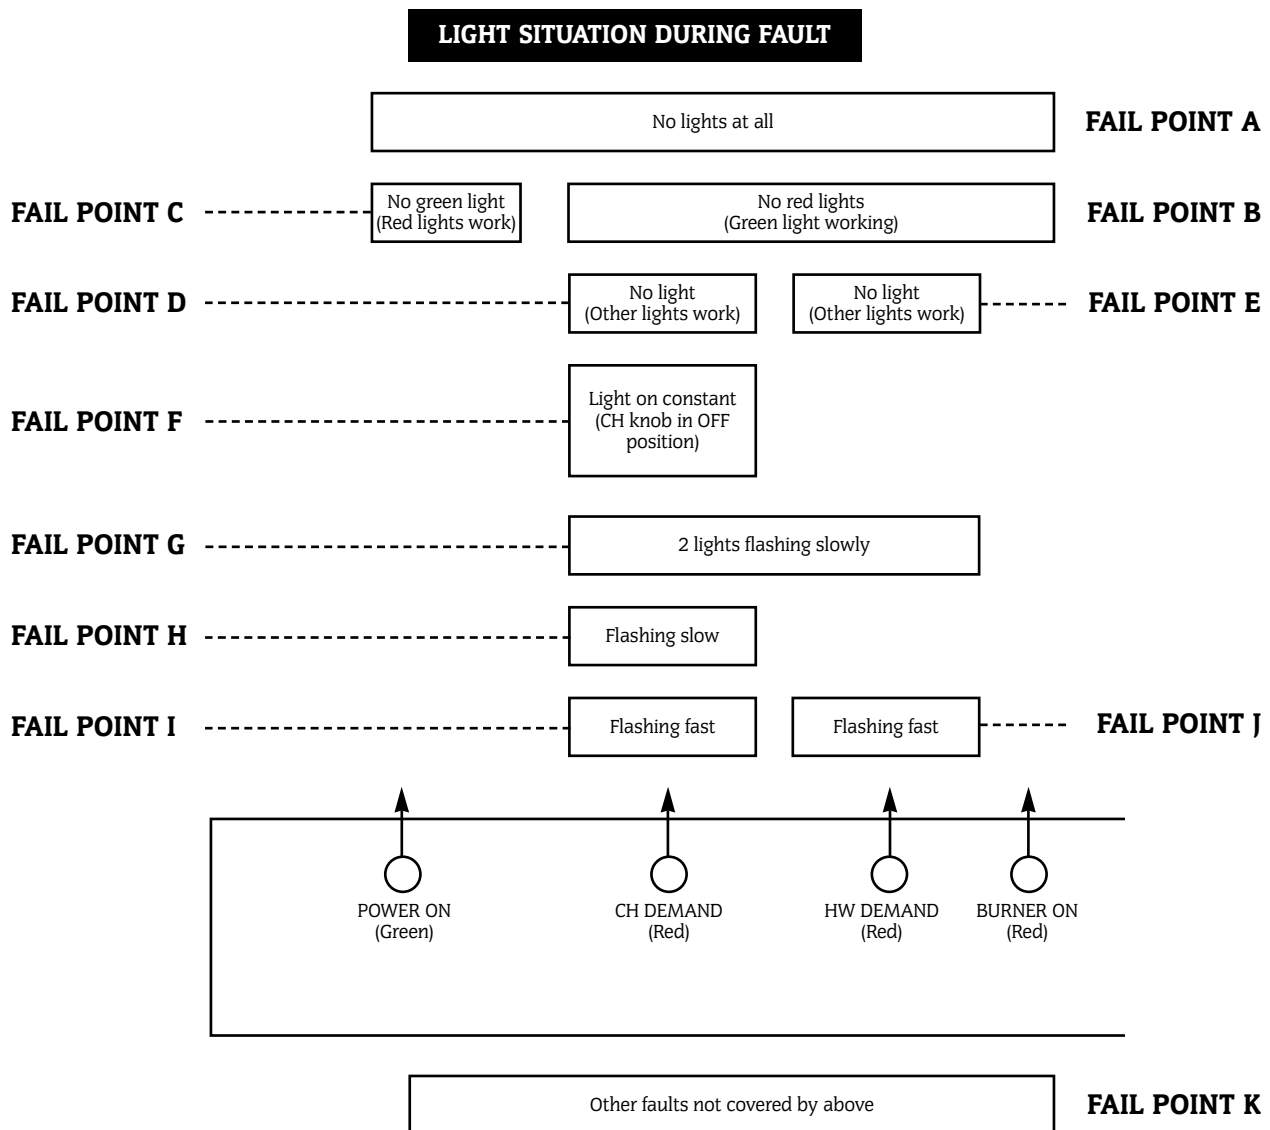 LIGHT SITUATION DURING FAULT
No lights at all
FAIL POINT A
FAIL POINT C
No green light
(Red lights work)
No red lights
(Green light working)
FAIL POINT B
FAIL POINT D
No light
(Other lights work)
No light
(Other lights work)
FAIL POINT E
FAIL POINT F
Light on constant
(CH knob in OFF
position)
FAIL POINT G
2 lights flashing slowly
FAIL POINT H
Flashing slow
FAIL POINT I
Flashing fast
Flashing fast
FAIL POINT J
POWER ON
(Green)
CH DEMAND
(Red)
HW DEMAND
(Red)
BURNER ON
(Red)
Other faults not covered by above
FAIL POINT K